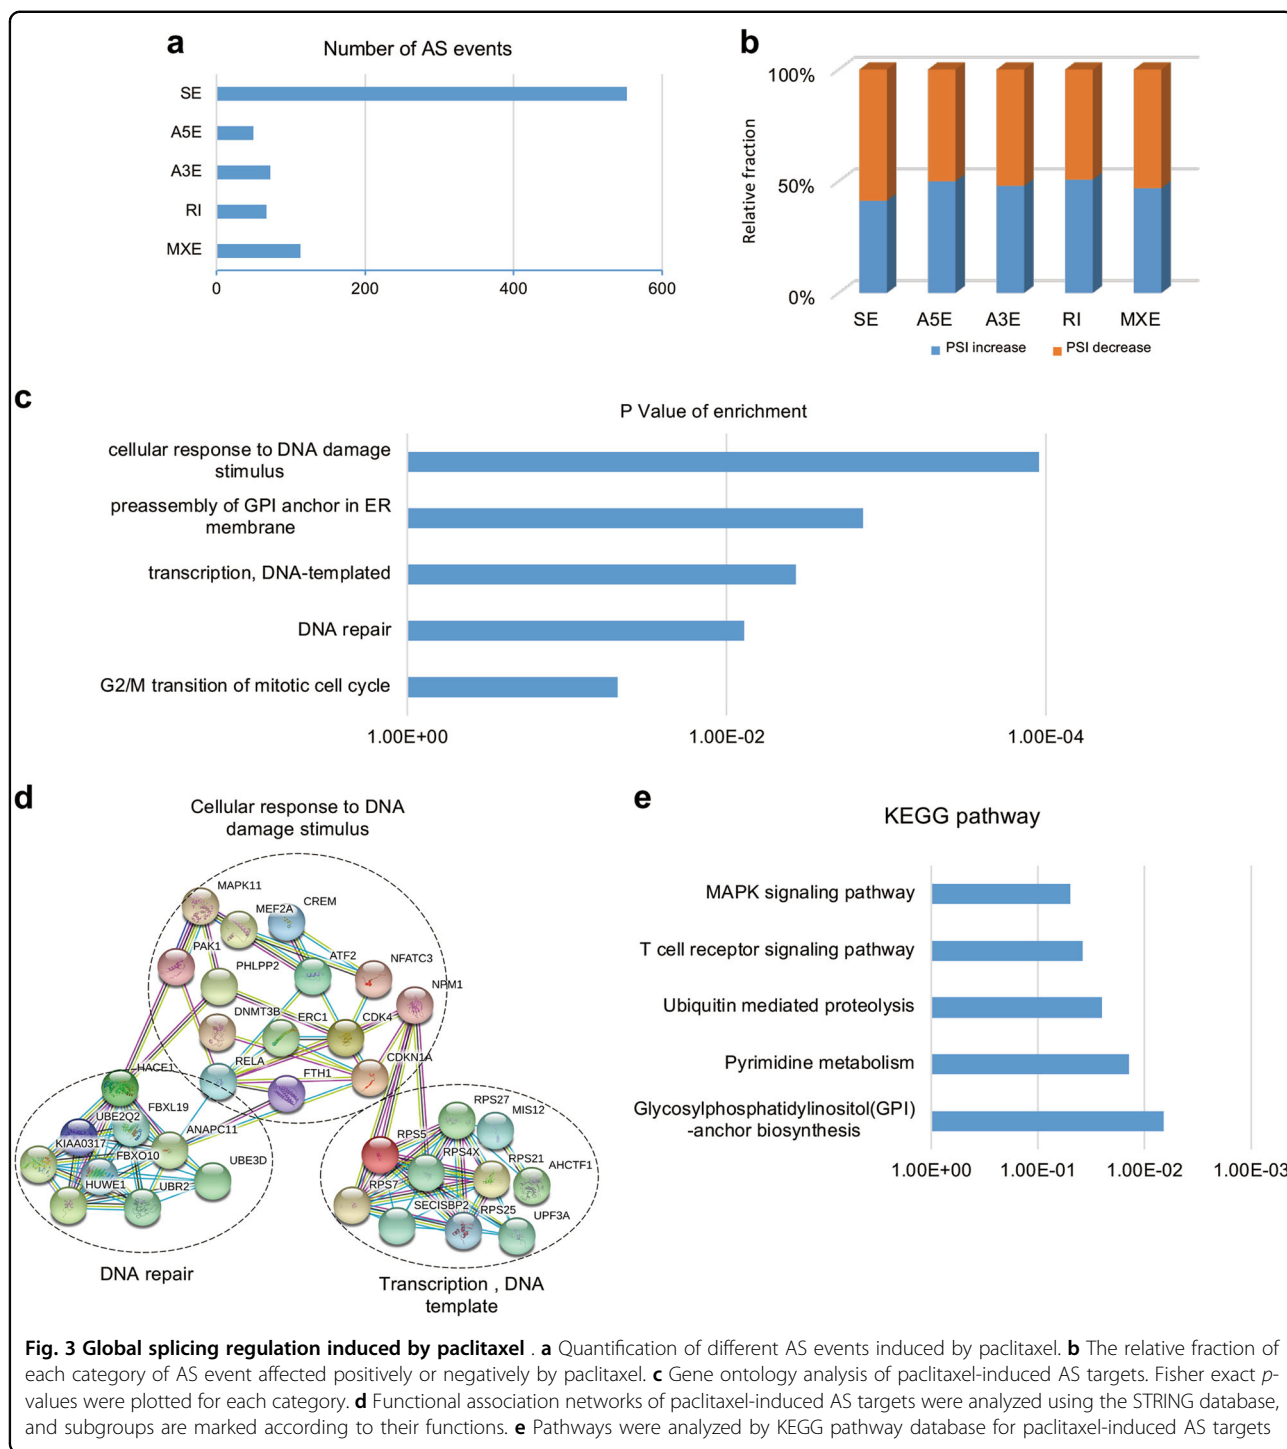 a
Number of AS events
SE
A5E
A3E
RI
MXE
0
200
400
600
b
Relative fraction
100%
50%
0%
SE
A5E
A3E
RI
MXE
PSI increase
PSI decrease
c
P Value of enrichment
cellular response to DNA damage
stimulus
preassembly of GPI anchor in ER
membrane
transcription, DNA-templated
DNA repair
G2/M transition of mitotic cell cycle
1.00E+00
1.00E-02
1.00E-04
d
Cellular response to DNA
damage stimulus
MAPK11
MEF2A
CREM
PAK1
PHLPP2
ATF2
NFATC3
NPM1
DNMT3B
ERC1
CDK4
RELA
CDKN1A
FTH1
HACE1
FBXL19
UBE2Q2
ANAPC11
KIAA0317
FBXO10
UBE3D
HUWE1
UBR2
DNA repair
RPS27
MIS12
RPS5
RPS4X
RPS21
AHCTF1
RPS7
SECISBP2
RPS25
UPF3A
Transcription , DNA
template
e
KEGG pathway
MAPK signaling pathway
T cell receptor signaling pathway
Ubiquitin mediated proteolysis
Pyrimidine metabolism
Glycosylphosphatidylinositol(GPI)
-anchor biosynthesis
1.00E+00
1.00E-01
1.00E-02
1.00E-03
Fig. 3 Global splicing regulation induced by paclitaxel . a Quantification of different AS events induced by paclitaxel. b The relative fraction of
each category of AS event affected positively or negatively by paclitaxel. c Gene ontology analysis of paclitaxel-induced AS targets. Fisher exact p-
values were plotted for each category. d Functional association networks of paclitaxel-induced AS targets were analyzed using the STRING database,
and subgroups are marked according to their functions. e Pathways were analyzed by KEGG pathway database for paclitaxel-induced AS targets